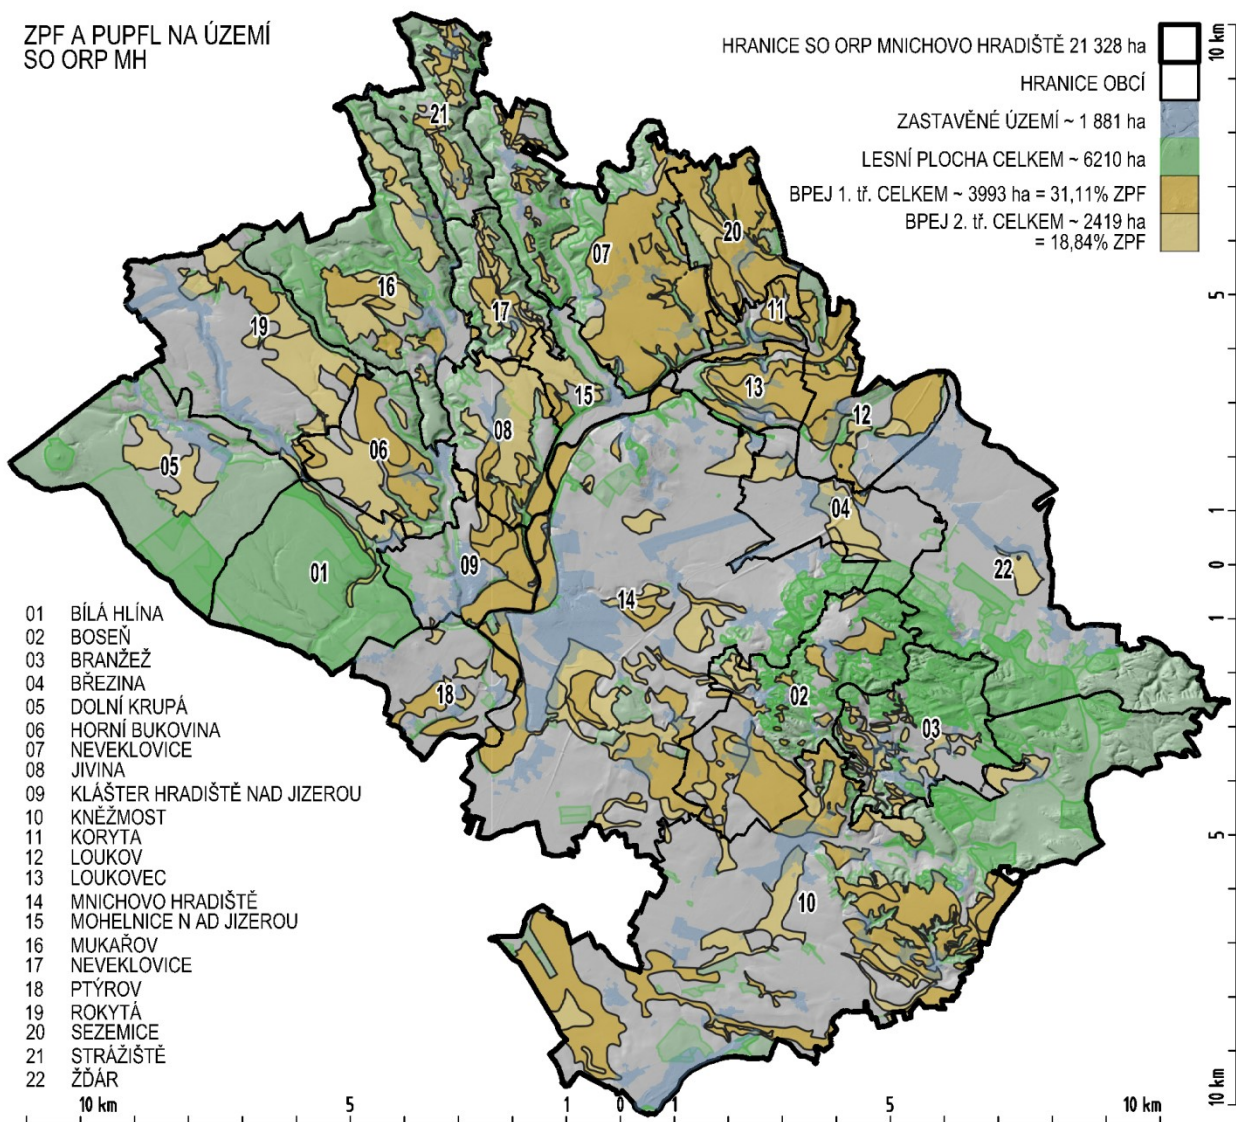 ZPF A PUPFL NA ÚZEMÍ
SO ORP MH
HRANICE SO ORP MNICHOVO HRADIŠTĚ 21 328 ha
HRANICE OBCÍ
ZASTAVĚNÉ ÚZEMÍ ~ 1 881 ha
LESNÍ PLOCHA CELKEM ~ 6210 ha
BPEJ 1. tř. CELKEM ~ 3993 ha = 31,11% ZPF
BPEJ 2. tř. CELKEM ~ 2419 ha
= 18,84% ZPF
21
20
07
16
11
17
19
13
15
12
08
06
05
04
09
22
01
14
02
18
03
10
01 BÍLÁ HLÍNA
02 BOSEŇ
03 BRANŽEŽ
04 BŘEZINA
05 DOLNÍ KRUPÁ
06 HORNÍ BUKOVINA
07 NEVEKLOVICE
08 JIVINA
09 KLÁŠTER HRADIŠTĚ NAD JIZEROU
10 KNĚŽMOST
11 KORYTA
12 LOUKOV
13 LOUKOVEC
14 MNICHOVO HRADIŠTĚ
15 MOHELNICE N AD JIZEROU
16 MUKAŘOV
17 NEVEKLOVICE
18 PTÝROV
19 ROKYTÁ
20 SEZEMICE
21 STRÁŽIŠTĚ
22 ŽĎÁR
10 km 5 1 0 1 5 10 km
10 km
5
1
0
1
5
10 km